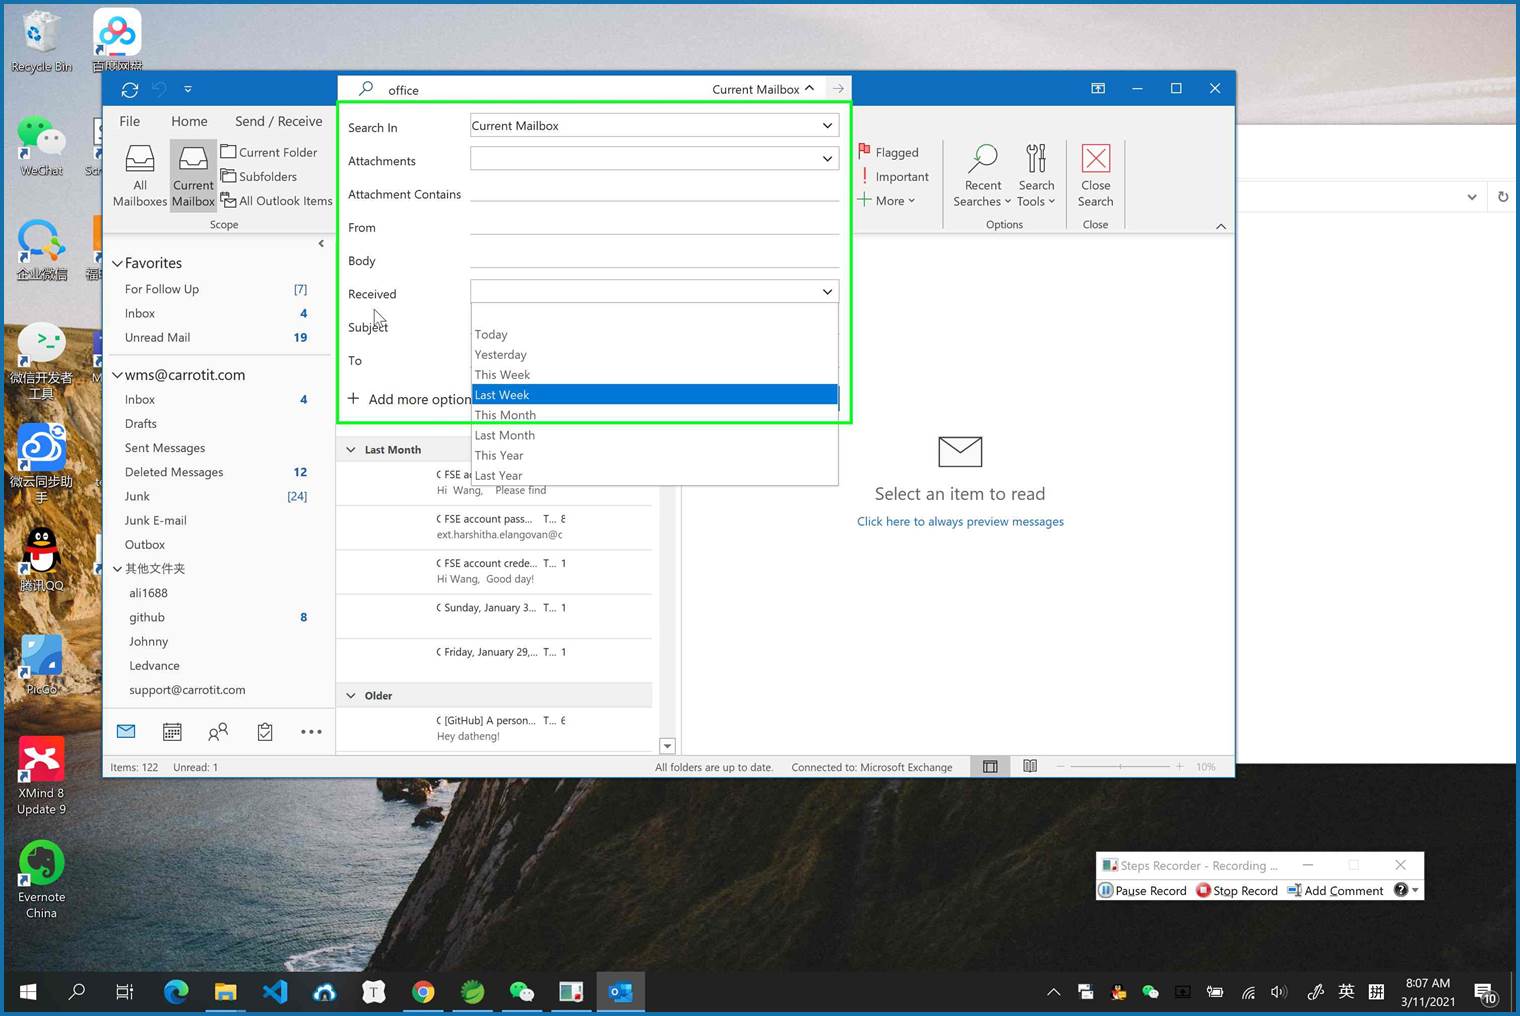 Recycle Bin
百度网盘
WeChat
企业微信
微信开发者
工具
微云同步助
手
腾讯QQ
PicGo
XMind 8
Update 9
Evernote
China
office
Current Mailbox
File
Home
Send / Receive
All
Mailboxes
Current
Mailbox
Current Folder
Subfolders
All Outlook Items
Scope
Search In
Current Mailbox
Attachments
Attachment Contains
From
Body
Received
Subject
To
Add more option
Today
Yesterday
This Week
Last Week
This Month
Last Month
This Year
Last Year
Flagged
Important
More
Recent
Searches
Search
Tools
Options
Close
Search
Close
Favorites
For Follow Up [7]
Inbox 4
Unread Mail 19
wms@carrotit.com
Inbox 4
Drafts
Sent Messages
Deleted Messages 12
Junk [24]
Junk E-mail
Outbox
其他文件夹
ali1688
github 8
Johnny
Ledvance
support@carrotit.com
Last Month
FSE a
Hi Wang, Please find
FSE account pass... T... 8
ext.harshitha.elangovan@c
FSE account crede... T... 1
Hi Wang, Good day!
Sunday, January 3... T... 1
Friday, January 29,... T... 1
Older
[GitHub] A person... T... 6
Hey datheng!
Select an item to read
Click here to always preview messages
Items: 122 Unread: 1
All folders are up to date.
Connected to: Microsoft Exchange
10%
Steps Recorder - Recording ...
Pause Record
Stop Record
Add Comment
英
拼
8:07 AM
3/11/2021
10